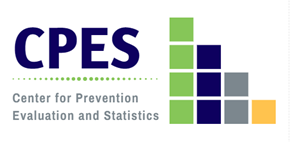 CPES
Center for Prevention
Evaluation and Statistics